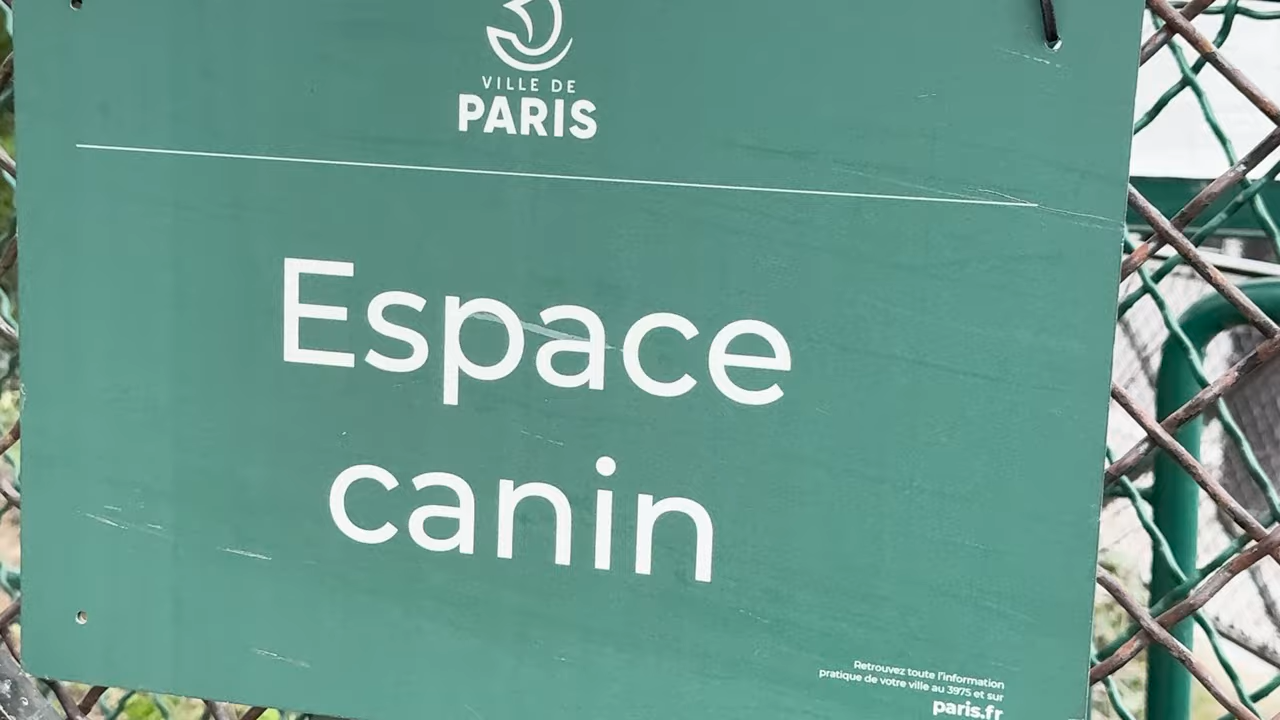 VILLE DE
PARIS
Espace
canin
Retrouvez toute l'information
pratique de votre ville au 3975 et sur
paris.fr